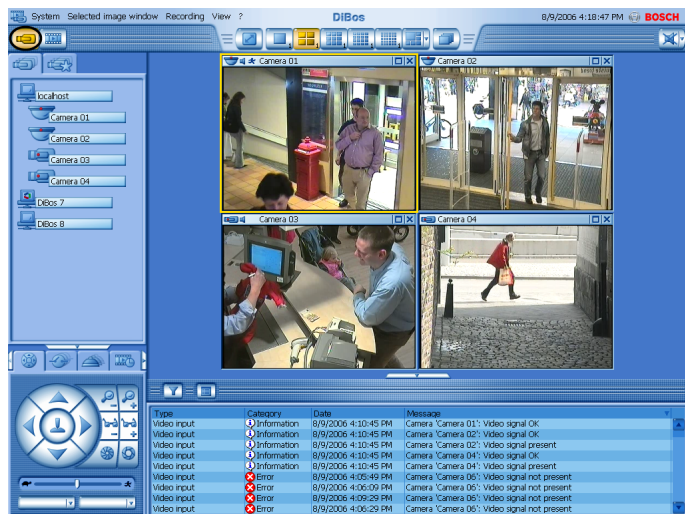 System Selected image window Recording View ? DiBos 8/9/2006 4:18:47 PM BOSCH
Camera 01
Camera 02
localhost
Camera 01
Camera 02
Camera 03
Camera 04
DiBos 7
DiBos 8
Camera 03
Camera 04
Type Category Date Message
Video input Information 8/9/2006 4:10:45 PM Camera 'Camera 01': Video signal OK
Video input Information 8/9/2006 4:10:45 PM Camera 'Camera 02': Video signal OK
Video input Information 8/9/2006 4:10:45 PM Camera 'Camera 02': Video signal present
Video input Information 8/9/2006 4:10:45 PM Camera 'Camera 04': Video signal OK
Video input Information 8/9/2006 4:10:45 PM Camera 'Camera 04': Video signal present
Video input Error 8/9/2006 4:05:49 PM Camera 'Camera 06': Video signal not present
Video input Error 8/9/2006 4:06:09 PM Camera 'Camera 06': Video signal not present
Video input Error 8/9/2006 4:09:29 PM Camera 'Camera 06': Video signal not present
Video input Error 8/9/2006 4:06:29 PM Camera 'Camera 06': Video signal not present